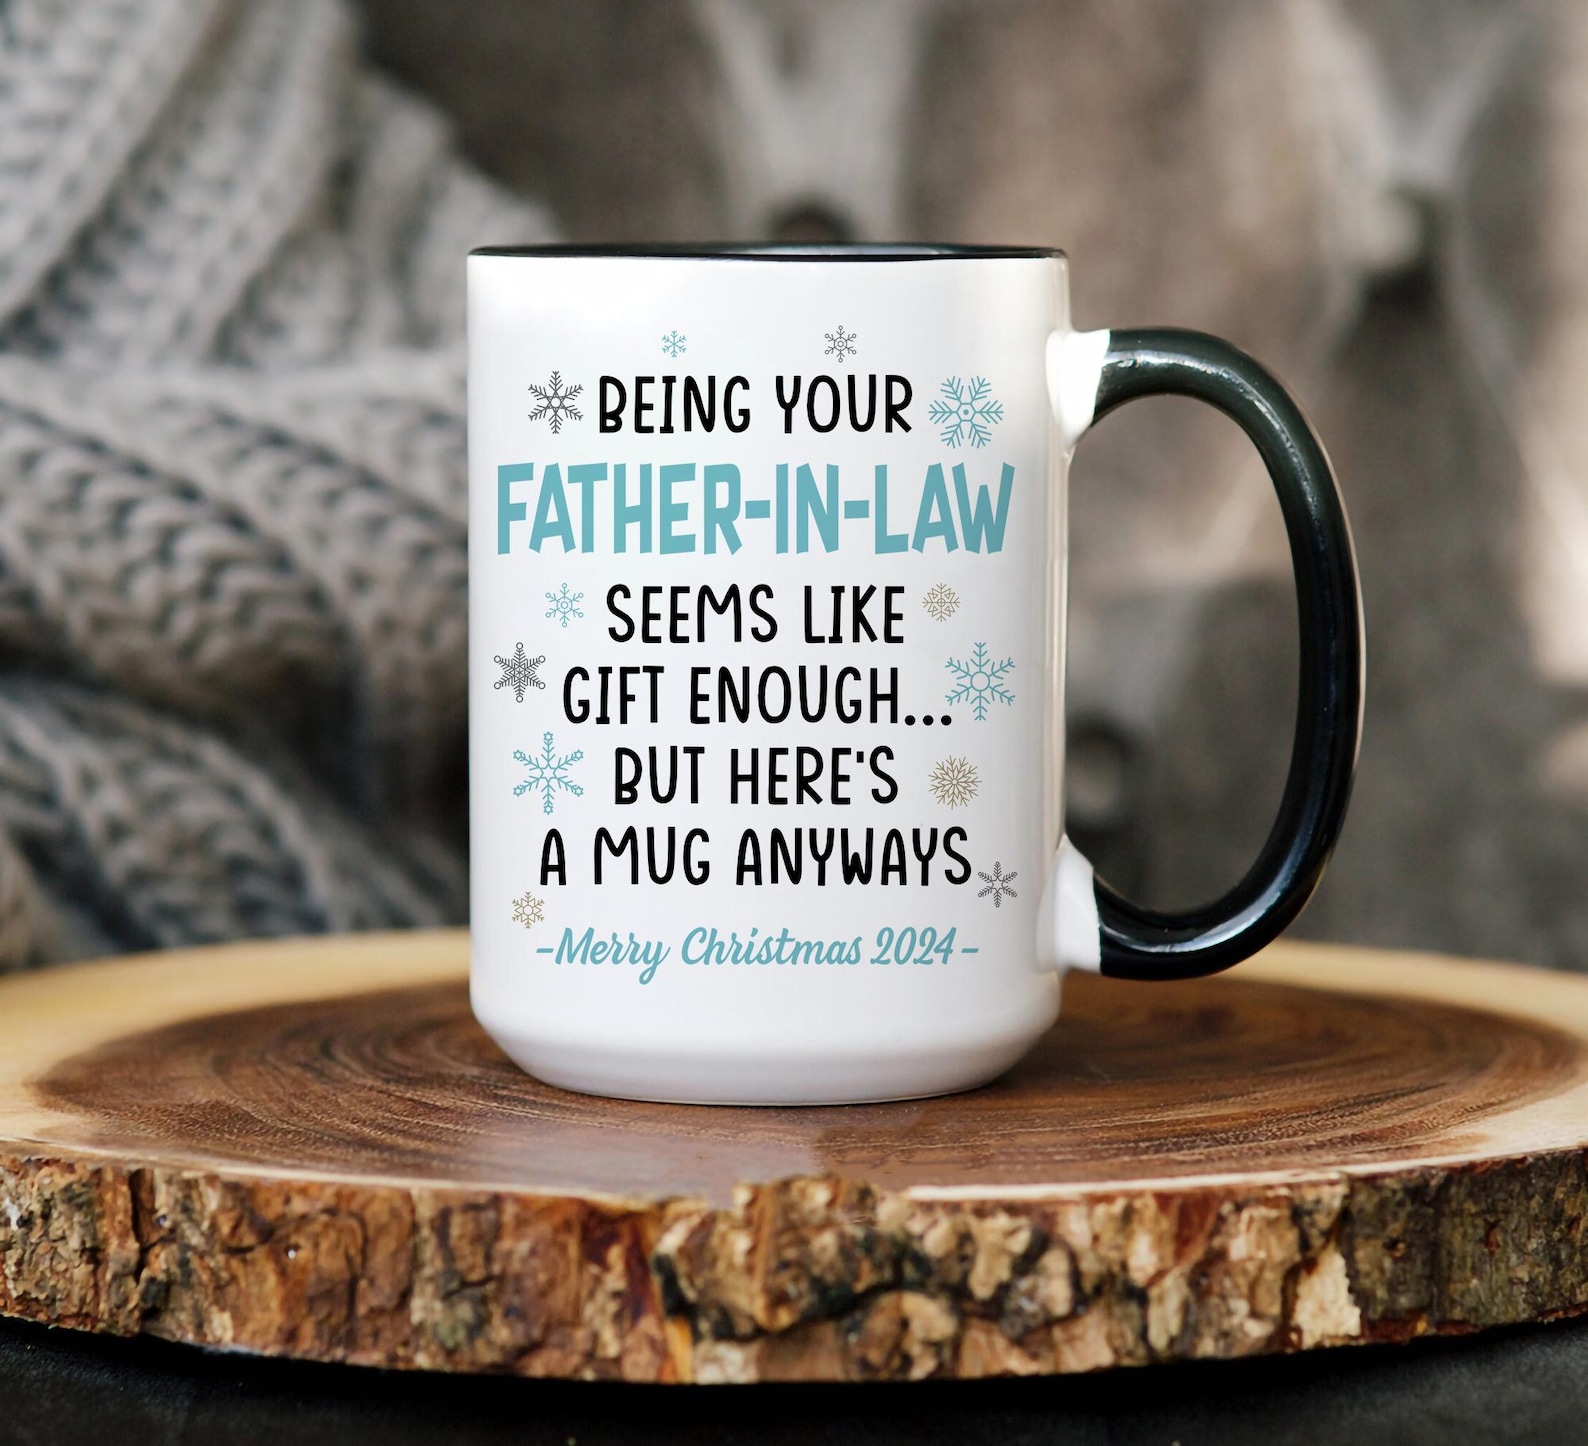 BEING YOUR
FATHER-IN-LAW
SEEMS LIKE
GIFT ENOUGH...
BUT HERE'S
A MUG ANYWAYS
-Merry Christmas 2024-